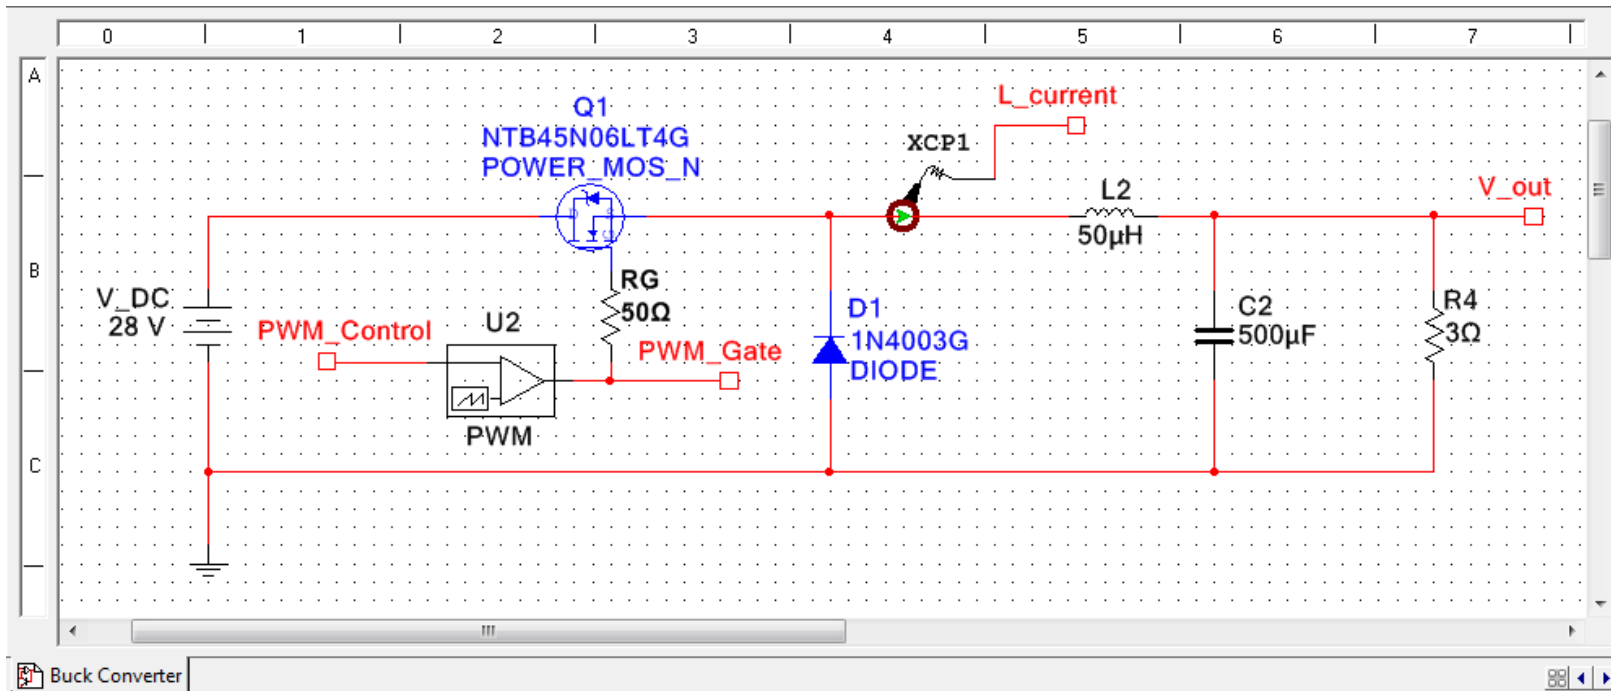 0 1 2 3 4 5 6 7
A
B
C
L_current
Q1
NTB45N06LT4G
POWER_MOS_N
XCP1
L2
50µH
V_out
V_DC
28 V
PWM_Control
U2
RG
50Ω
PWM_Gate
PWM
D1
1N4003G
DIODE
C2
500µF
R4
3Ω
Buck Converter